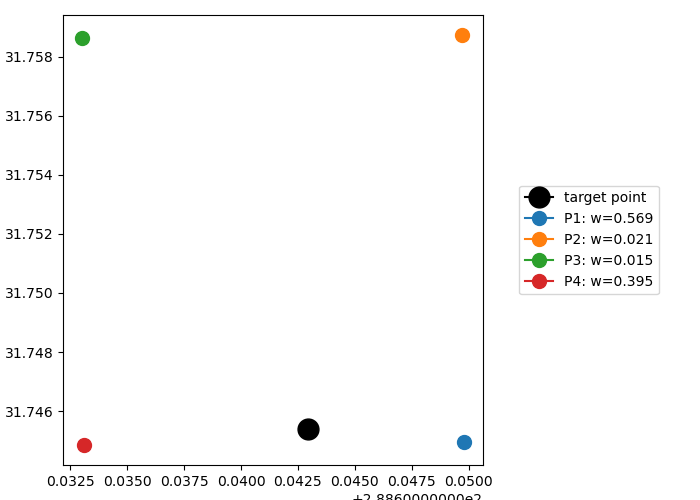 31.758
31.756
31.754
31.752
31.750
31.748
31.746
0.0325 0.0350 0.0375 0.0400 0.0425 0.0450 0.0475 0.0500
+2.8860000000e2
target point
P1: w=0.569
P2: w=0.021
P3: w=0.015
P4: w=0.395